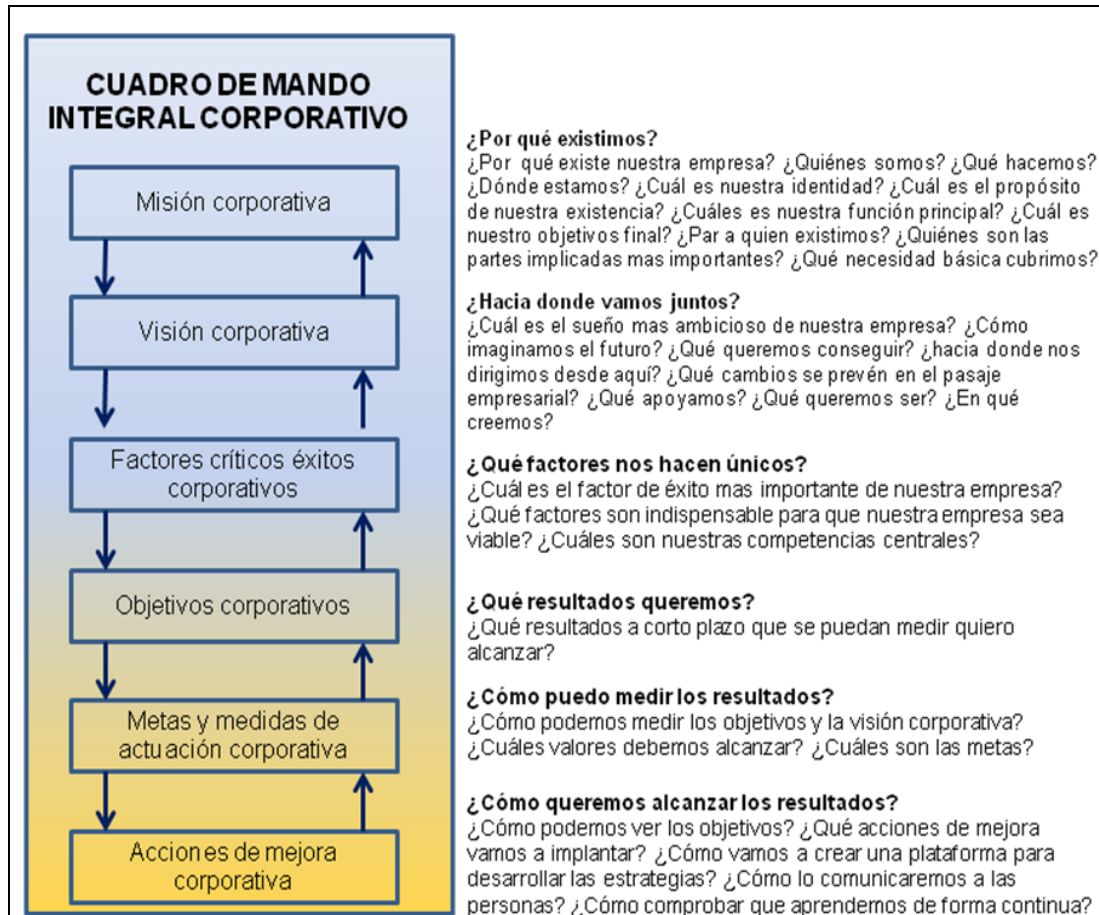 CUADRO DE MANDO
INTEGRAL CORPORATIVO
Misión corporativa
Visión corporativa
Factores críticos éxitos
corporativos
Objetivos corporativos
Metas y medidas de
actuación corporativa
Acciones de mejora
corporativa
¿Por qué existimos?
¿Por qué existe nuestra empresa? ¿Quiénes somos? ¿Qué hacemos?
¿Dónde estamos? ¿Cuál es nuestra identidad? ¿Cuál es el propósito
de nuestra existencia? ¿Cuáles es nuestra función principal? ¿Cuál es
nuestro objetivos final? ¿Par a quien existimos? ¿Quiénes son las
partes implicadas mas importantes? ¿Qué necesidad básica cubrimos?
¿Hacia donde vamos juntos?
¿Cuál es el sueño mas ambicioso de nuestra empresa? ¿Cómo
imaginamos el futuro? ¿Qué queremos conseguir? ¿hacia donde nos
dirigimos desde aquí? ¿Qué cambios se prevén en el pasaje
empresarial? ¿Qué apoyamos? ¿Qué queremos ser? ¿En qué
creemos?
¿Qué factores nos hacen únicos?
¿Cuál es el factor de éxito mas importante de nuestra empresa?
¿Qué factores son indispensable para que nuestra empresa sea
viable? ¿Cuáles son nuestras competencias centrales?
¿Qué resultados queremos?
¿Qué resultados a corto plazo que se puedan medir quiero
alcanzar?
¿Cómo puedo medir los resultados?
¿Cómo podemos medir los objetivos y la visión corporativa?
¿Cuáles valores debemos alcanzar? ¿Cuáles son las metas?
¿Cómo queremos alcanzar los resultados?
¿Cómo podemos ver los objetivos? ¿Qué acciones de mejora
vamos a implantar? ¿Cómo vamos a crear una plataforma para
desarrollar las estrategias? ¿Cómo lo comunicaremos a las
personas? ¿Cómo comprobar que aprendemos de forma continua?